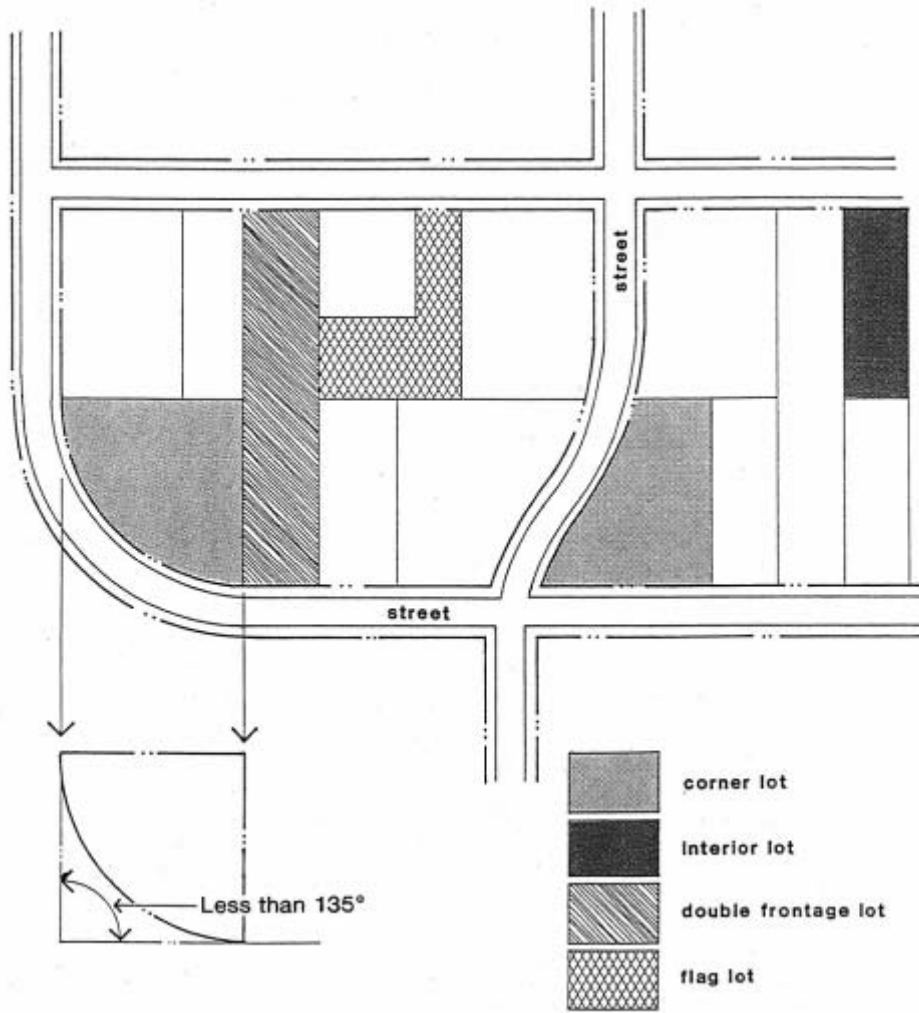 street
street
Less than 135°
corner lot
interior lot
double frontage lot
flag lot